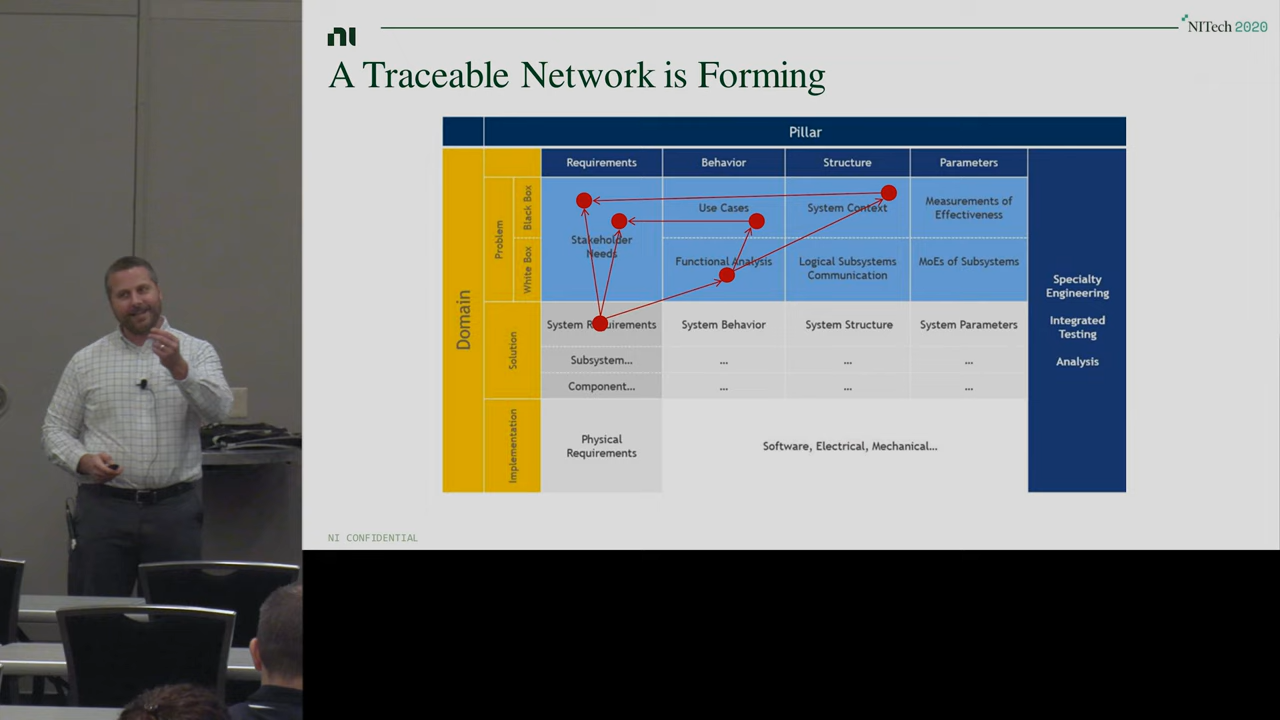 ni
NITech 2020
A Traceable Network is Forming
Pillar
Requirements
Behavior
Structure
Parameters
Domain
Problem
Black Box
White Box
Stakeholder
Needs
Use Cases
System Context
Measurements of
Effectiveness
Functional Analysis
Logical Subsystems
Communication
MoEs of Subsystems
Specialty
Engineering
Integrated
Testing
Analysis
Solution
System Requirements
System Behavior
System Structure
System Parameters
Subsystem...
...
...
...
Component...
...
...
...
Implementation
Physical
Requirements
Software, Electrical, Mechanical...
NI CONFIDENTIAL